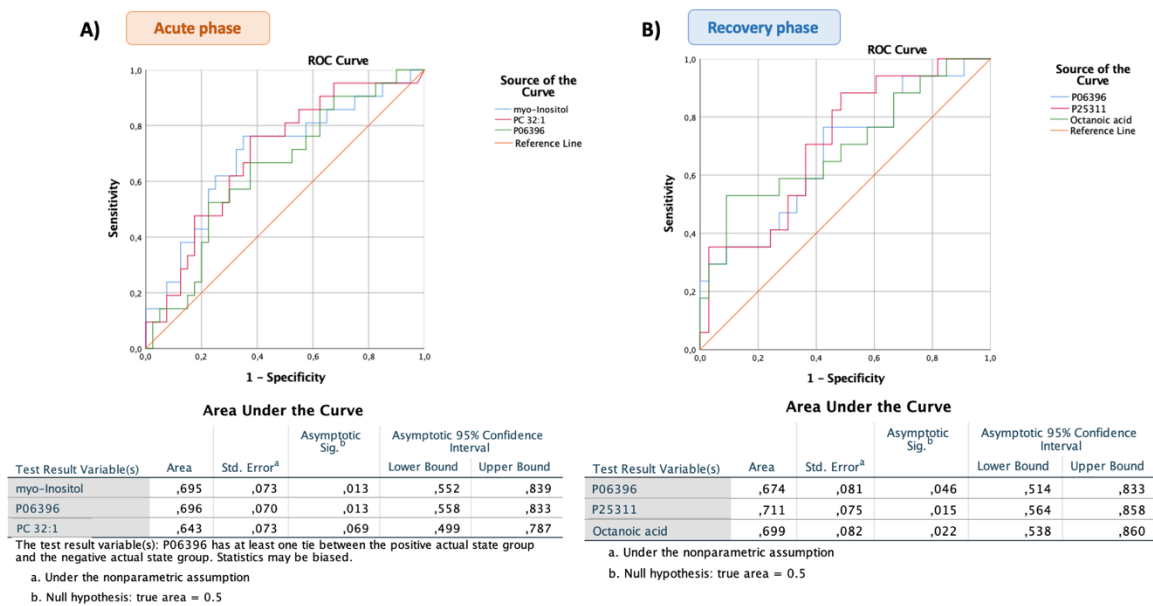 A)
Acute phase
ROC Curve
Sensitivity
1,0
0,8
0,6
0,4
0,2
0,0
0,0 0,2 0,4 0,6 0,8 1,0
1 - Specificity
Source of the
Curve
myo-Inositol
PC 32:1
P06396
Reference Line
Area Under the Curve
Test Result Variable(s) Area Std. Errorᵃ Asymptotic Sig.ᵇ Asymptotic 95% Confidence Interval Lower Bound Upper Bound
myo-Inositol ,695 ,073 ,013 ,552 ,839
P06396 ,696 ,070 ,013 ,558 ,833
PC 32:1 ,643 ,073 ,069 ,499 ,787
The test result variable(s): P06396 has at least one tie between the positive actual state group
and the negative actual state group. Statistics may be biased.
a. Under the nonparametric assumption
b. Null hypothesis: true area = 0.5
B)
Recovery phase
ROC Curve
Sensitivity
1,0
0,8
0,6
0,4
0,2
0,0
0,0 0,2 0,4 0,6 0,8 1,0
1 - Specificity
Source of the
Curve
P06396
P25311
Octanoic acid
Reference Line
Area Under the Curve
Test Result Variable(s) Area Std. Errorᵃ Asymptotic Sig.ᵇ Asymptotic 95% Confidence Interval Lower Bound Upper Bound
P06396 ,674 ,081 ,046 ,514 ,833
P25311 ,711 ,075 ,015 ,564 ,858
Octanoic acid ,699 ,082 ,022 ,538 ,860
a. Under the nonparametric assumption
b. Null hypothesis: true area = 0.5